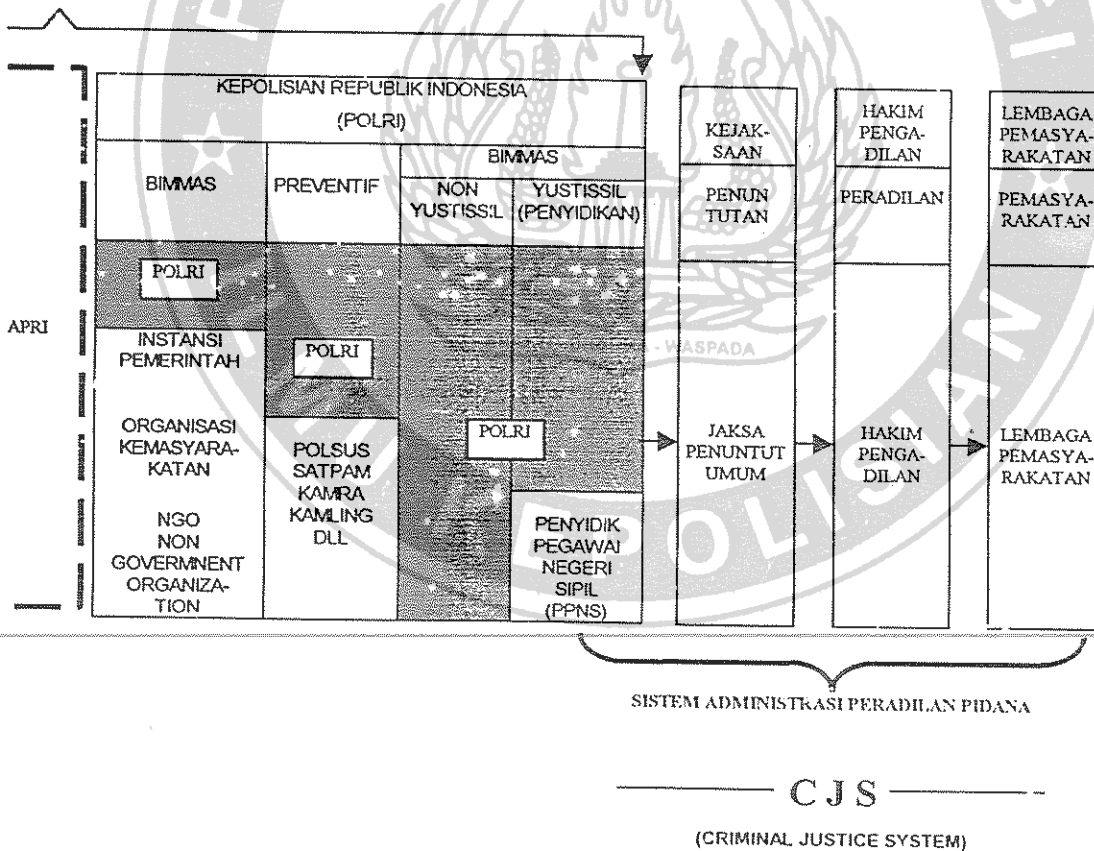 KEPOLISIAN REPUBLIK INDONESIA
(POLRI)
BIMMAS
PREVENTIF
BIMMAS
NON
YUSTISSIL
YUSTISSIL
(PENYIDIKAN)
KEJAK-
SAAN
PENUN
TUTAN
HAKIM
PENGA-
DILAN
PERADILAN
LEMBAGA
PEMASYA-
RAKATAN
PEMASYA-
RAKATAN
APRI
POLRI
INSTANSI
PEMERINTAH
ORGANISASI
KEMASYARA-
KATAN
NGO
NON
GOVERMNENT
ORGANIZA-
TION
POLRI
POLSUS
SATPAM
KAMRA
KAMLING
DLL
POLRI
PENYIDIK
PEGAWAI
NEGERI
SIPIL
(PPNS)
JAKSA
PENUNTUT
UMUM
HAKIM
PENGA-
DILAN
LEMBAGA
PEMASYA-
RAKATAN
- WASPADA
POLISIAN
SISTEM ADMINISTRASI PERADILAN PIDANA
CJS
(CRIMINAL JUSTICE SYSTEM)